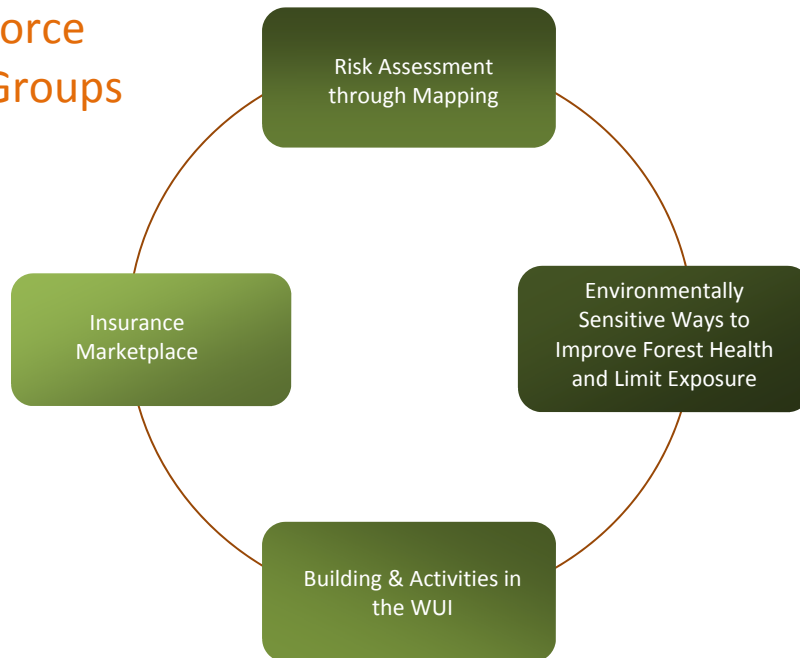 orce
Groups
Risk Assessment
through Mapping
Insurance
Marketplace
Environmentally
Sensitive Ways to
Improve Forest Health
and Limit Exposure
Building & Activities in
the WUI